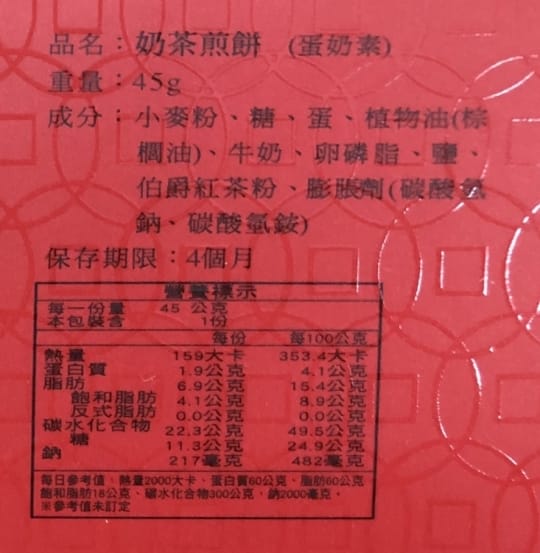 品名：奶茶煎餅 (蛋奶素)
重量：45g
成分：小麥粉、糖、蛋、植物油(棕
櫚油)、牛奶、卵磷脂、鹽、
伯爵紅茶粉、膨脹劑(碳酸氫
鈉、碳酸氫銨)
保存期限：4個月
營養標示
每一份量 45 公克
本包裝含 1份
每份 每100公克
熱量 159大卡 353.4大卡
蛋白質 1.9公克 4.1公克
脂肪 6.9公克 15.4公克
飽和脂肪 4.1公克 8.9公克
反式脂肪 0.0公克 0.0公克
碳水化合物 22.3公克 49.5公克
糖 11.3公克 24.9公克
鈉 217毫克 482毫克
每日參考值：熱量2000大卡、蛋白質60公克、脂肪60公克
飽和脂肪18公克、碳水化合物300公克，鈉2000毫克。
※參考值未訂定